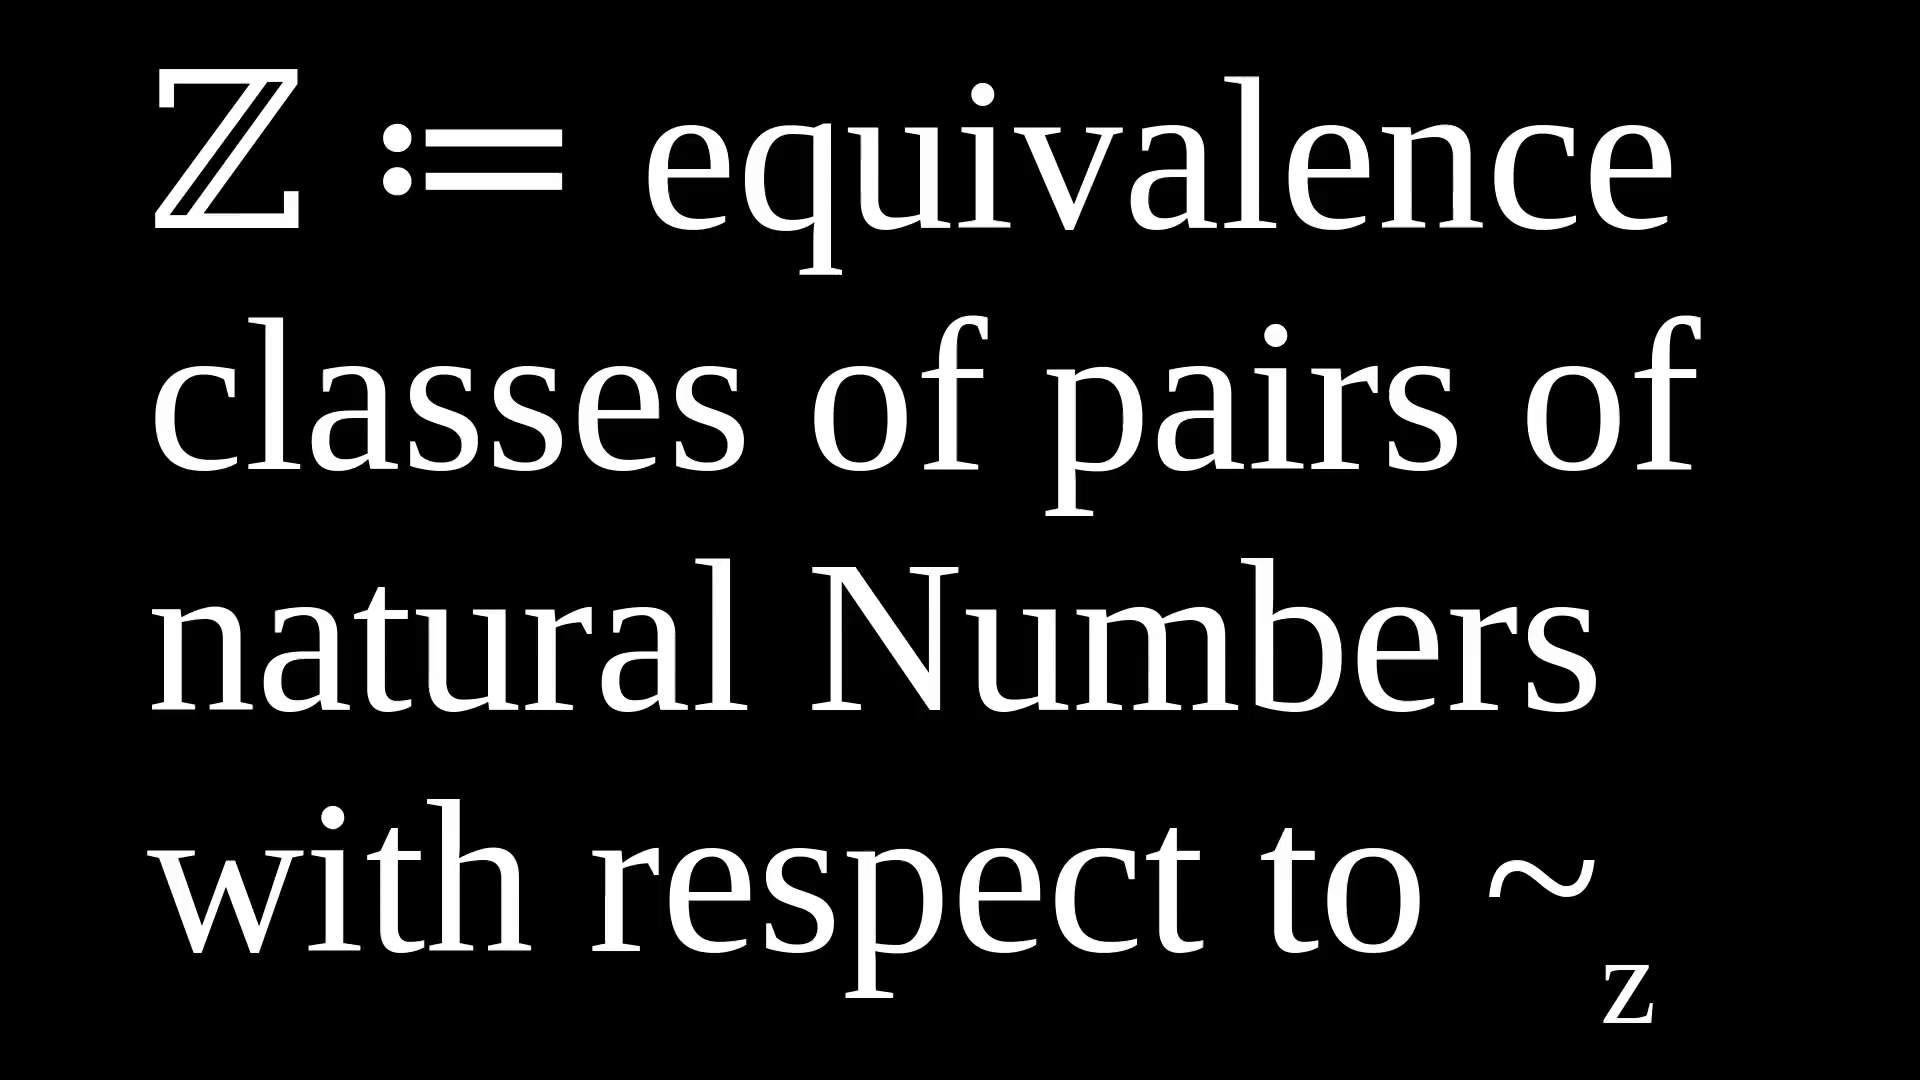 ℤ ≔ equivalence
classes of pairs of
natural Numbers
with respect to ~z